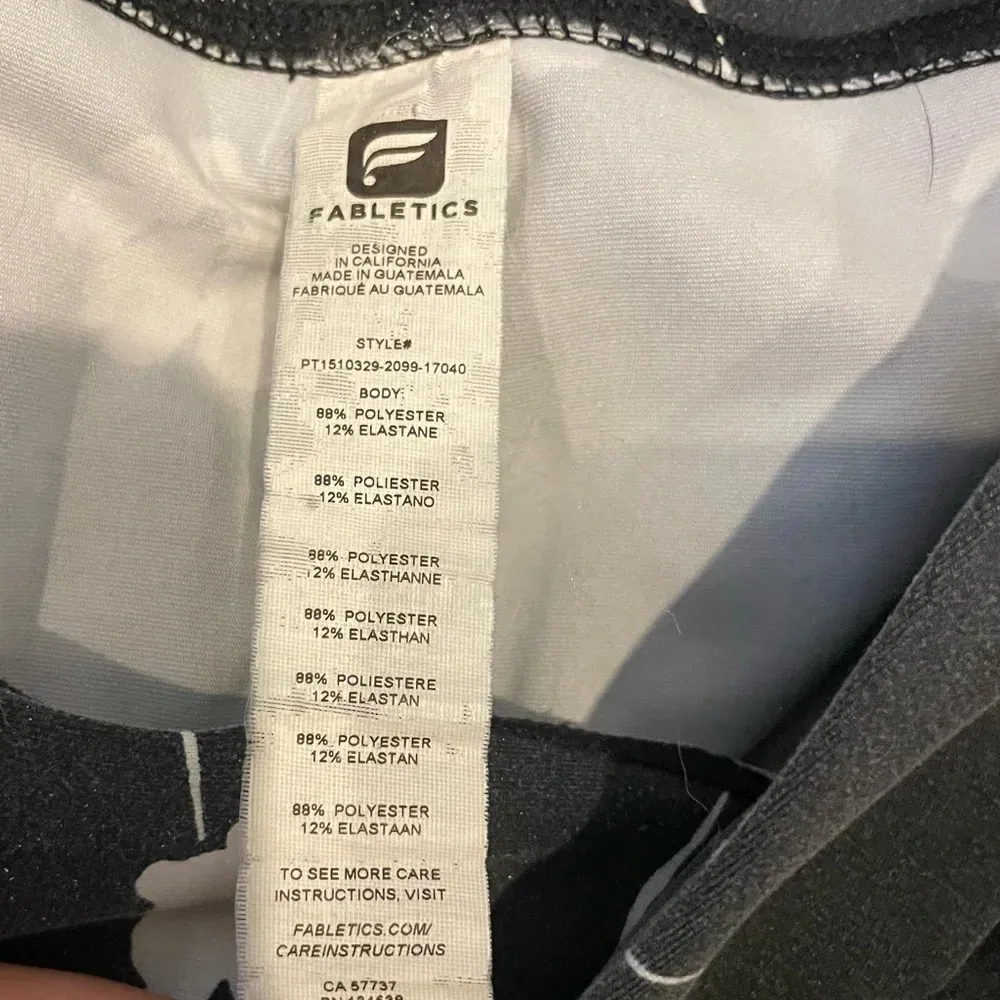 FABLETICS
DESIGNED
IN CALIFORNIA
MADE IN GUATEMALA
FABRIQUÉ AU GUATEMALA
STYLE#
PT1510329-2099-17040
BODY:
88% POLYESTER
12% ELASTANE
88% POLIESTER
12% ELASTANO
88% POLYESTER
12% ELASTHANNE
88% POLYESTER
12% ELASTHAN
88% POLIESTERE
12% ELASTAN
88% POLYESTER
12% ELASTAN
88% POLYESTER
12% ELASTAAN
TO SEE MORE CARE
INSTRUCTIONS, VISIT
FABLETICS.COM/
CAREINSTRUCTIONS
CA 57737